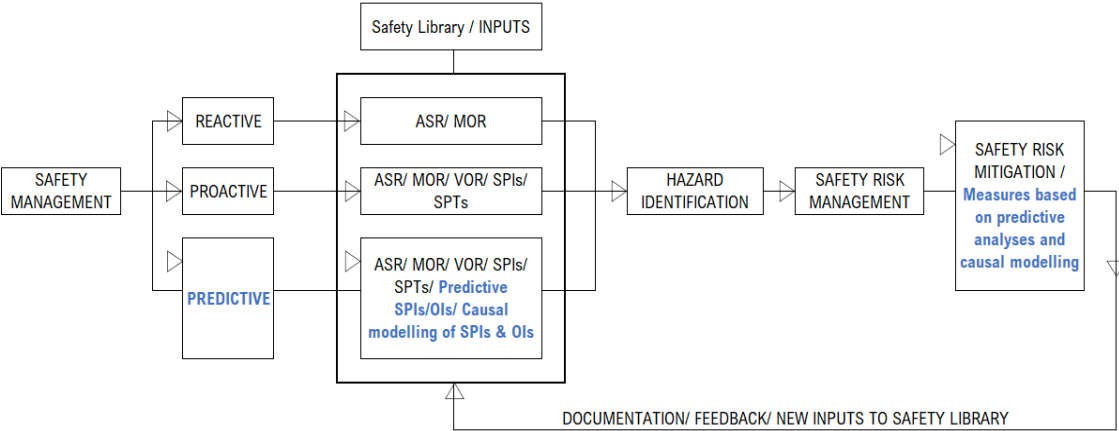 Safety Library / INPUTS
REACTIVE
ASR/ MOR
SAFETY
MANAGEMENT
PROACTIVE
ASR/ MOR/ VOR/ SPIs/
SPTs
HAZARD
IDENTIFICATION
SAFETY RISK
MANAGEMENT
SAFETY RISK
MITIGATION /
Measures based
on predictive
analyses and
causal modelling
PREDICTIVE
ASR/ MOR/ VOR/ SPIs/
SPTs/ Predictive
SPIs/OIs/ Causal
modelling of SPIs & OIs
DOCUMENTATION/ FEEDBACK/ NEW INPUTS TO SAFETY LIBRARY